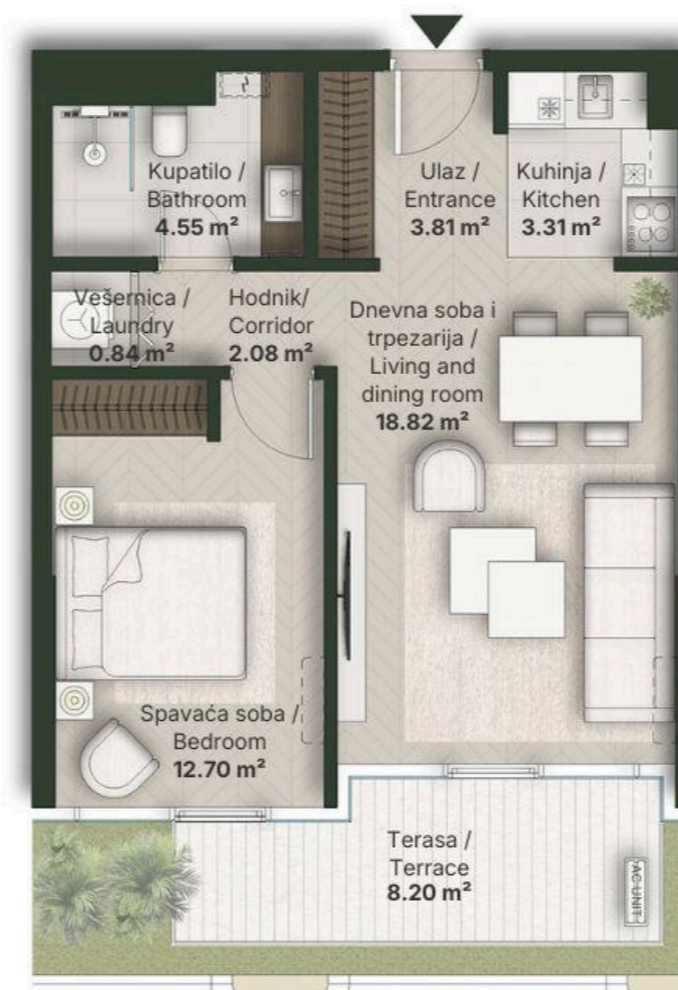 Kupatilo /
Bathroom
4.55 m²
Ulaz /
Entrance
3.81 m²
Kuhinja /
Kitchen
3.31 m²
Vešernica /
Laundry
0.84 m²
Hodnik/
Corridor
2.08 m²
Dnevna soba i
trpezarija /
Living and
dining room
18.82 m²
Spavaća soba /
Bedroom
12.70 m²
Terasa /
Terrace
8.20 m²
AC UNIT